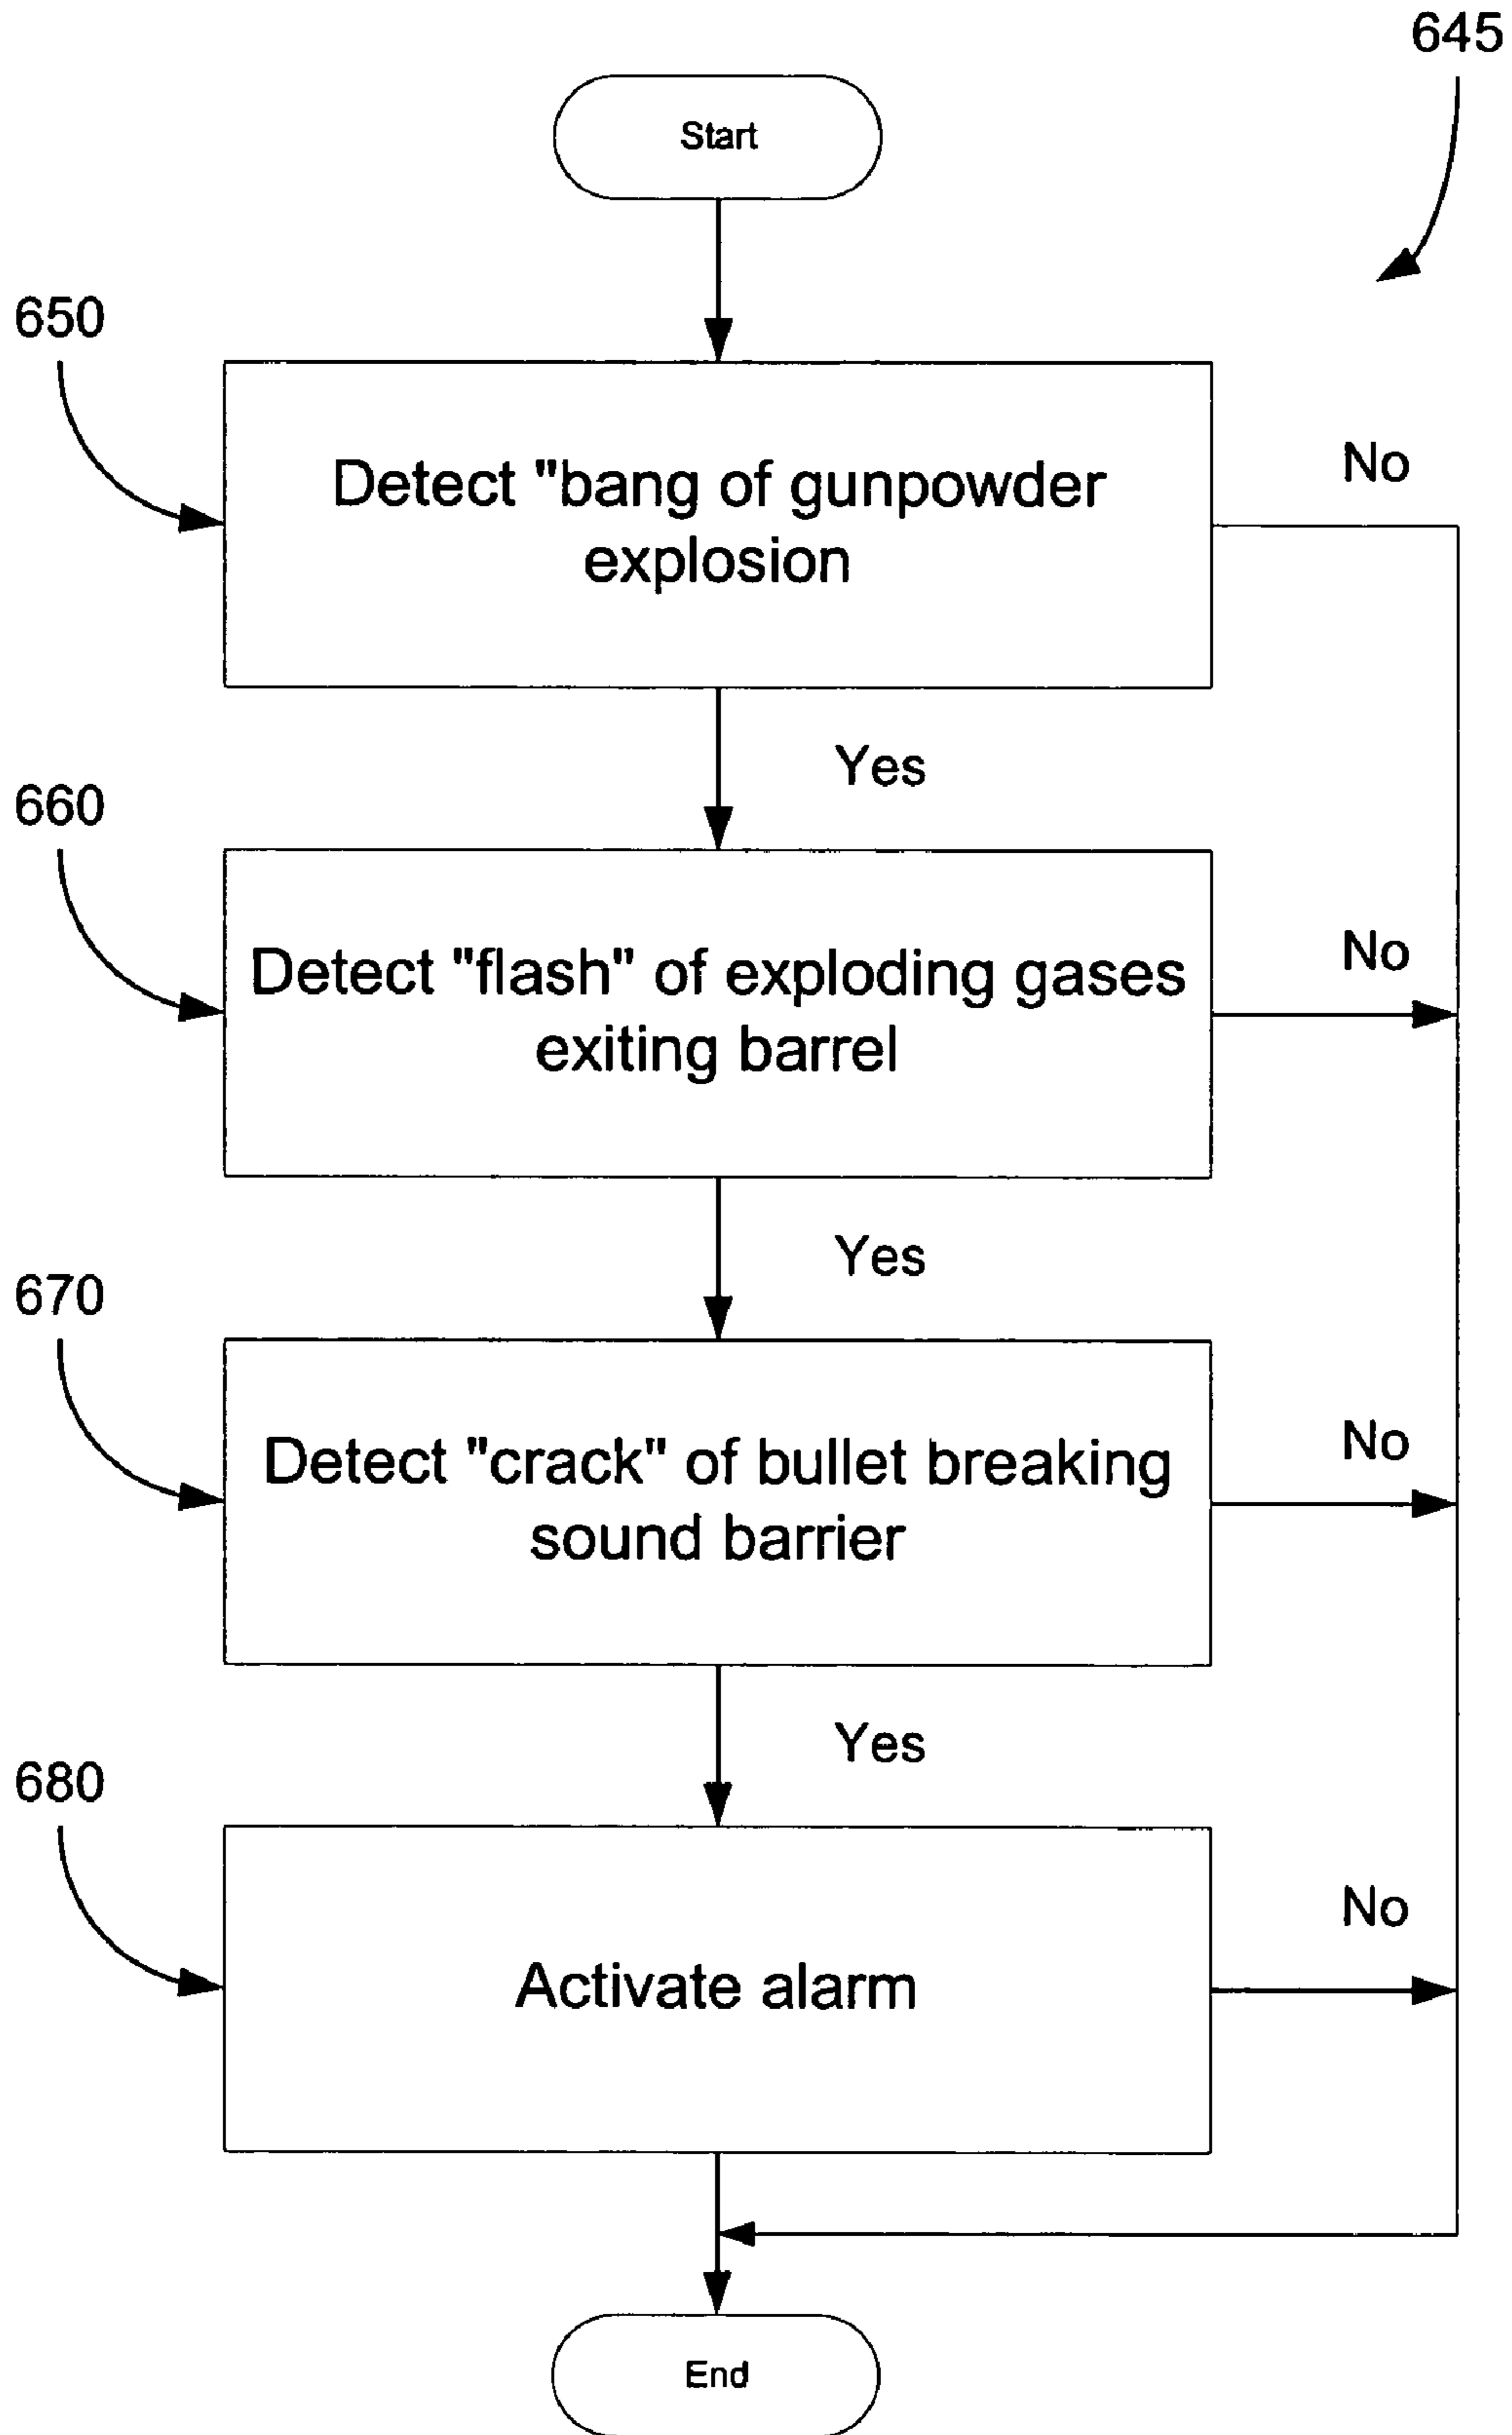 645
Start
650
Detect "bang of gunpowder
explosion
No
Yes
660
Detect "flash" of exploding gases
exiting barrel
No
Yes
670
Detect "crack" of bullet breaking
sound barrier
No
Yes
680
Activate alarm
No
End